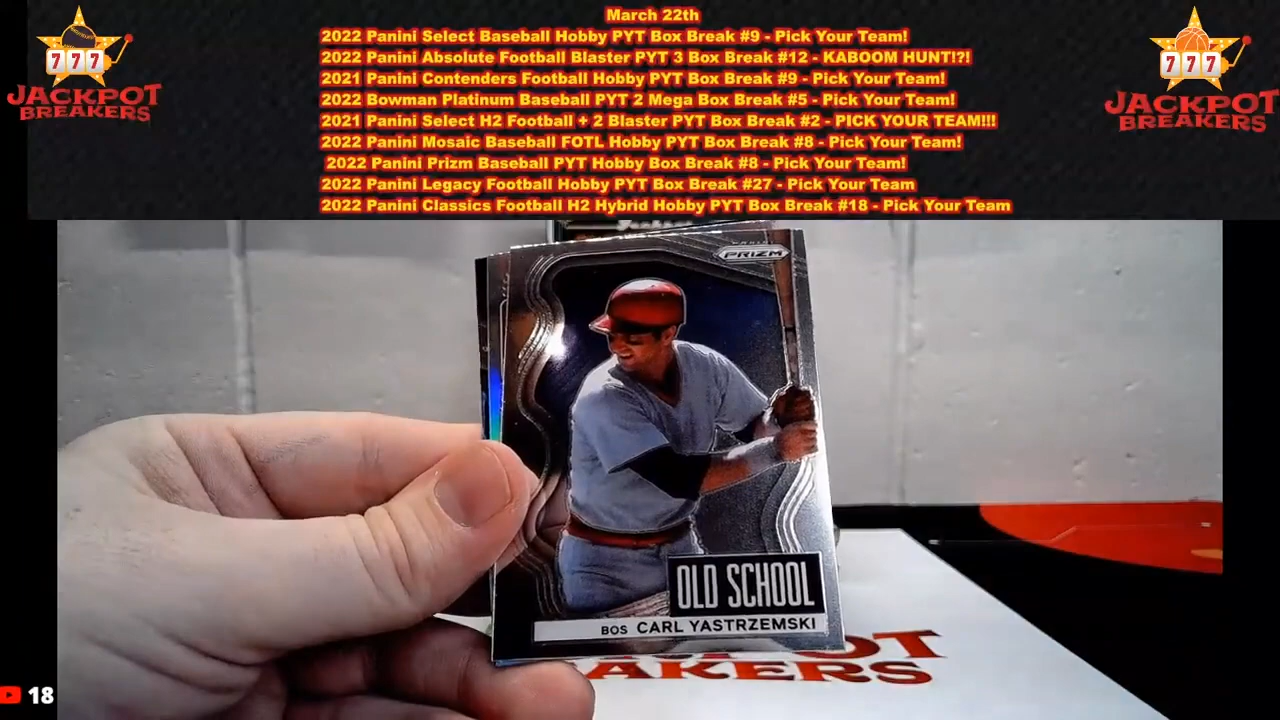 March 22th
2022 Panini Select Baseball Hobby PYT Box Break #9 - Pick Your Team!
2022 Panini Absolute Football Blaster PYT 3 Box Break #12 - KABOOM HUNT!?!
2021 Panini Contenders Football Hobby PYT Box Break #9 - Pick Your Team!
2022 Bowman Platinum Baseball PYT 2 Mega Box Break #5 - Pick Your Team!
2021 Panini Select H2 Football + 2 Blaster PYT Box Break #2 - PICK YOUR TEAM!!!
2022 Panini Mosaic Baseball FOTL Hobby PYT Box Break #8 - Pick Your Team!
2022 Panini Prizm Baseball PYT Hobby Box Break #8 - Pick Your Team!
2022 Panini Legacy Football Hobby PYT Box Break #27 - Pick Your Team
2022 Panini Classics Football H2 Hybrid Hobby PYT Box Break #18 - Pick Your Team
777
JACKPOT
BREAKERS
777
JACKPOT
BREAKERS
PANINI
PRIZM
OLD SCHOOL
BOS CARL YASTRZEMSKI
18